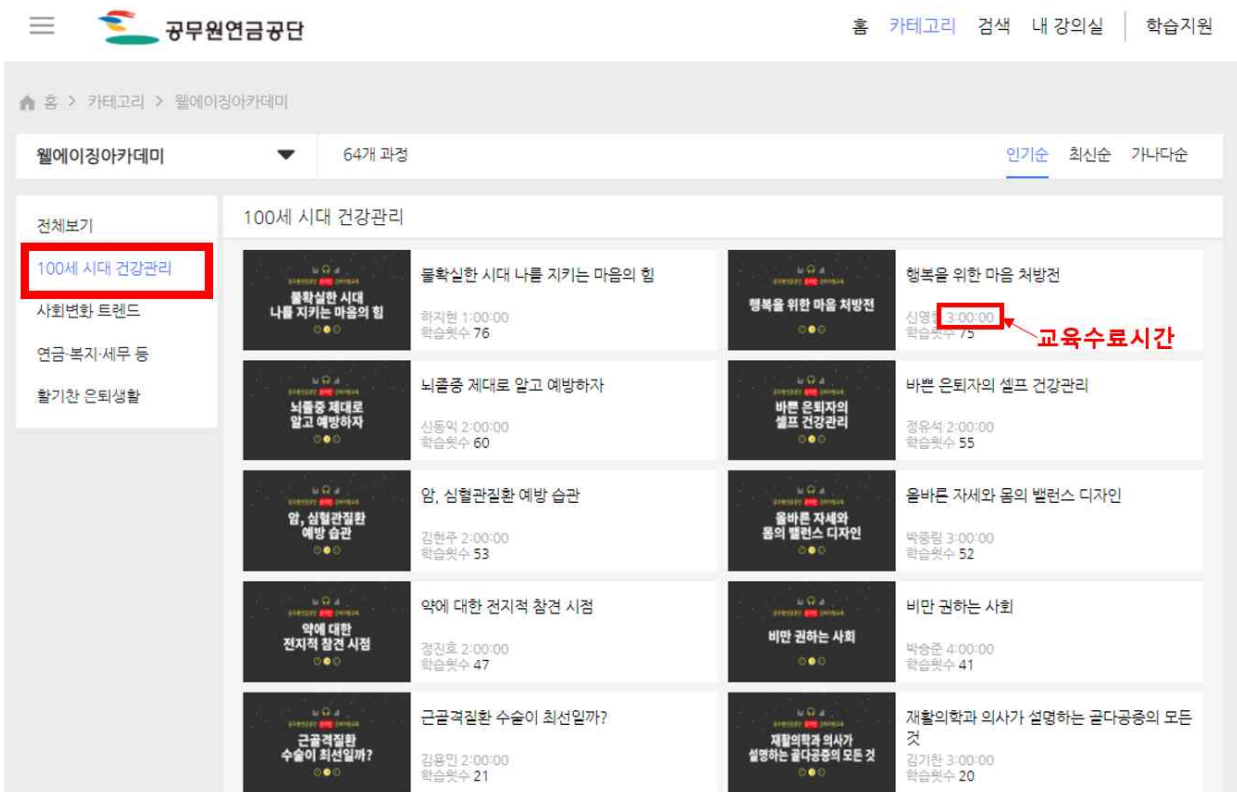 공무원연금공단
홈 카테고리 검색 내 강의실 학습지원
홈 > 카테고리 > 웰에이징아카데미
웰에이징아카데미 64개 과정 인기순 최신순 가나다순
전체보기
100세 시대 건강관리
사회변화 트렌드
연금·복지·세무 등
활기찬 은퇴생활
100세 시대 건강관리
불확실한 시대
나를 지키는 마음의 힘
불확실한 시대 나를 지키는 마음의 힘
하지현 1:00:00
학습횟수 76
행복을 위한 마음 처방전
행복을 위한 마음 처방전
3:00:00
학습횟수 75
교육수료시간
뇌졸중 제대로
알고 예방하자
뇌졸중 제대로 알고 예방하자
신동익 2:00:00
학습횟수 60
바쁜 은퇴자의
셀프 건강관리
바쁜 은퇴자의 셀프 건강관리
정유석 2:00:00
학습횟수 55
암, 심혈관질환
예방 습관
암, 심혈관질환 예방 습관
김현주 2:00:00
학습횟수 53
올바른 자세와
몸의 밸런스 디자인
올바른 자세와 몸의 밸런스 디자인
박중림 3:00:00
학습횟수 52
약에 대한
전지적 참견 시점
약에 대한 전지적 참견 시점
정진호 2:00:00
학습횟수 47
비만 권하는 사회
비만 권하는 사회
박승준 4:00:00
학습횟수 41
근골격질환
수술이 최선일까?
근골격질환 수술이 최선일까?
김용민 2:00:00
학습횟수 21
재활의학과 의사가
설명하는 골다공증의 모든 것
재활의학과 의사가 설명하는 골다공증의 모든
것
김기찬 3:00:00
학습횟수 20